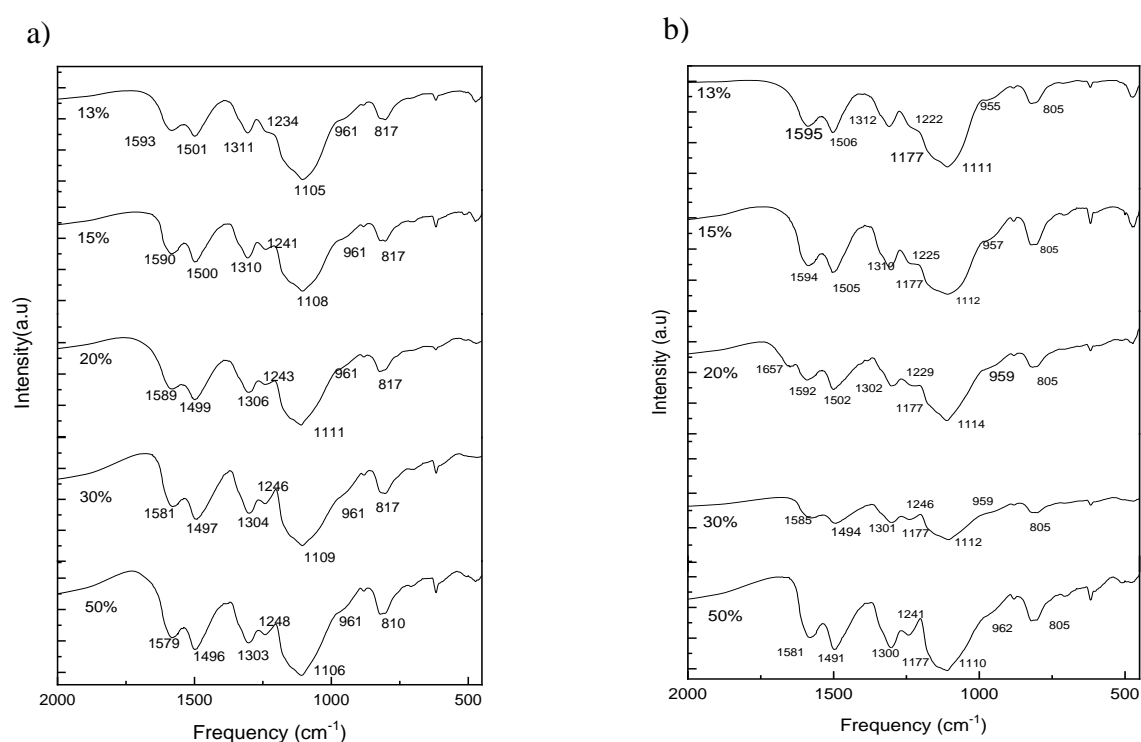 a)
13%
1593 1501 1311 1234 1105 961 817
15%
1590 1500 1310 1241 1108 961 817
20%
1589 1499 1306 1243 1111 961 817
30%
1581 1497 1304 1246 1109 961 817
50%
1579 1496 1303 1248 1106 961 810
2000 1500 1000 500
Frequency (cm-1)
Intensity(a.u)
b)
13%
1595 1506 1312 1177 1222 1111 955 805
15%
1594 1505 1310 1177 1225 1112 957 805
20%
1657 1592 1502 1302 1177 1229 1114 959 805
30%
1585 1494 1301 1177 1246 1112 959 805
50%
1581 1491 1300 1177 1241 1110 962 805
2000 1500 1000 500
Frequency (cm-1)
Intensity (a.u)